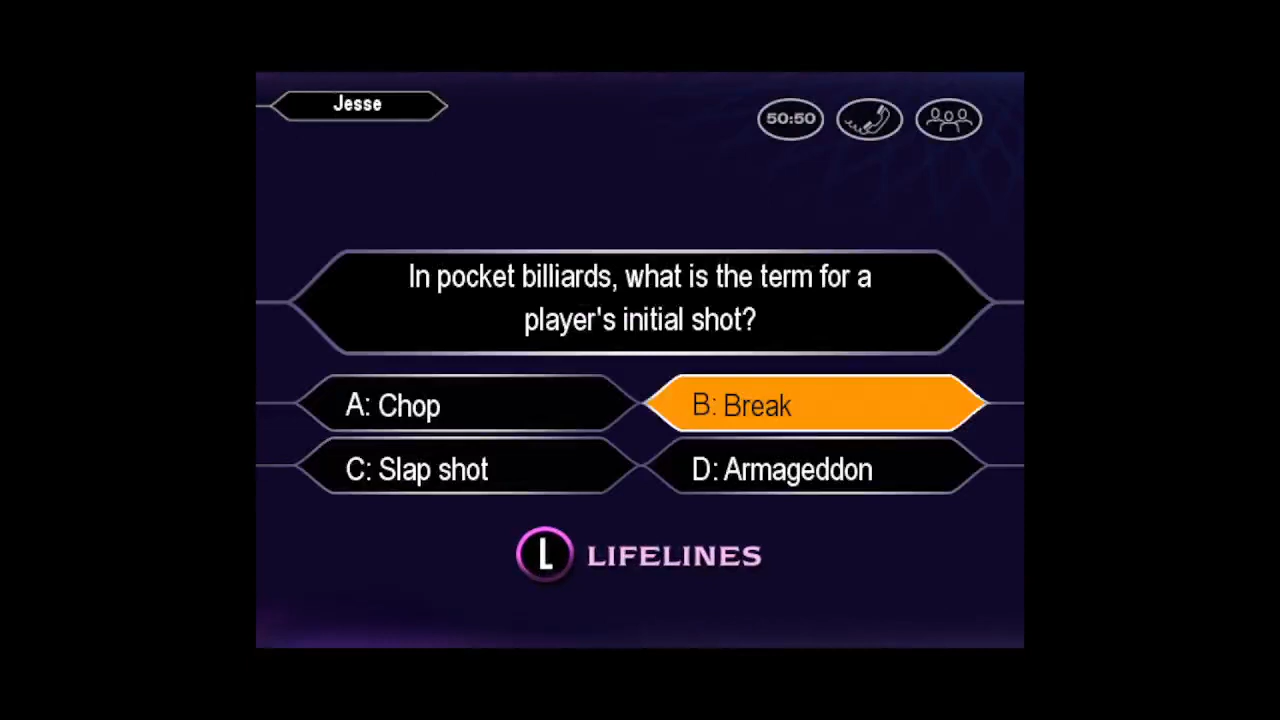 Jesse
50:50
In pocket billiards, what is the term for a
player's initial shot?
A: Chop
B: Break
C: Slap shot
D: Armageddon
L LIFELINES